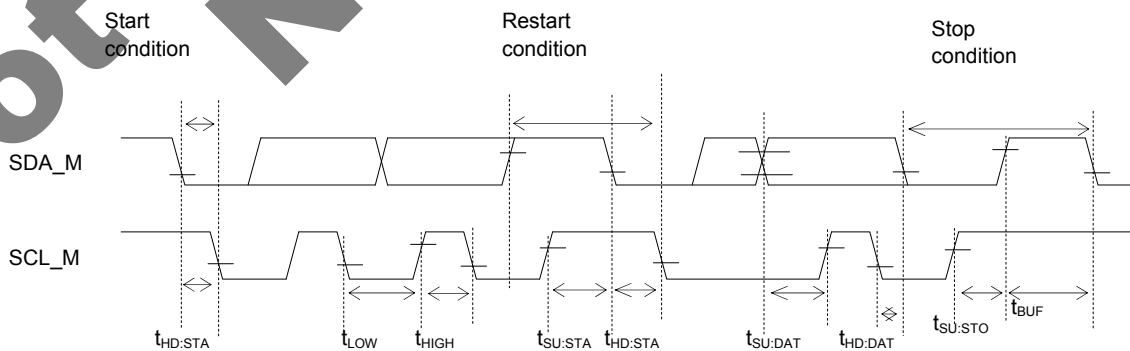 Start
condition
Restart
condition
Stop
condition
SDA_M
SCL_M
tHD:STA
tLOW
tHIGH
tSU:STA
tHD:STA
tSU:DAT
tHD:DAT
tSU:STO
tBUF